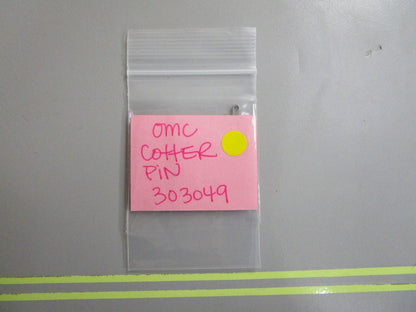 OMC
COTTER
PIN
303049